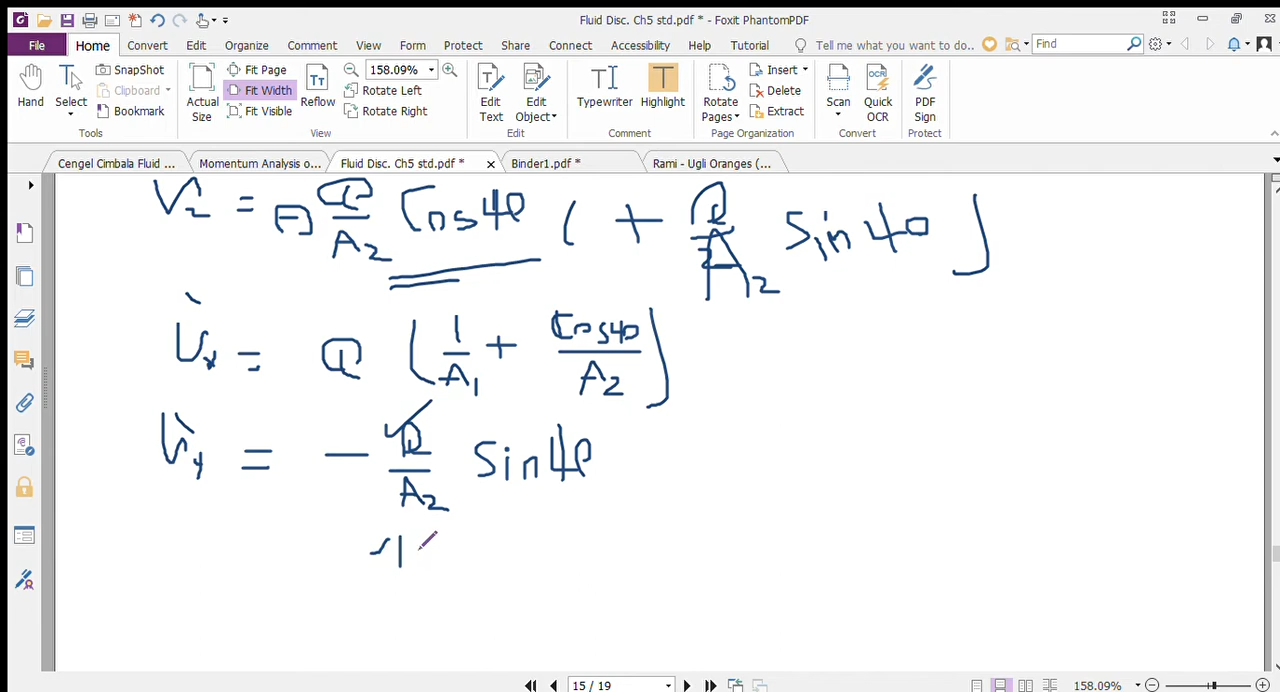 Fluid Disc. Ch5 std.pdf * - Foxit PhantomPDF
File Home Convert Edit Organize Comment View Form Protect Share Connect Accessibility Help Tutorial Tell me what you want to do.. Find
Hand Select SnapShot Clipboard Bookmark Actual Size Fit Page Fit Width Fit Visible Reflow 158.09% Rotate Left Rotate Right Edit Text Edit Object Typewriter Highlight Rotate Pages Insert Delete Extract Scan Quick OCR PDF Sign
Tools View Edit Comment Page Organization Convert Protect
Cengel Cimbala Fluid ... Momentum Analysis o... Fluid Disc. Ch5 std.pdf * Binder1.pdf * Rami - Ugli Oranges (...
V2 = - Q/A2 Cos40 i + Q/A2 Sin40 j
Vx = Q (1/A1 + Cos40/A2)
Vy = - Q/A2 Sin40
15 / 19 158.09%